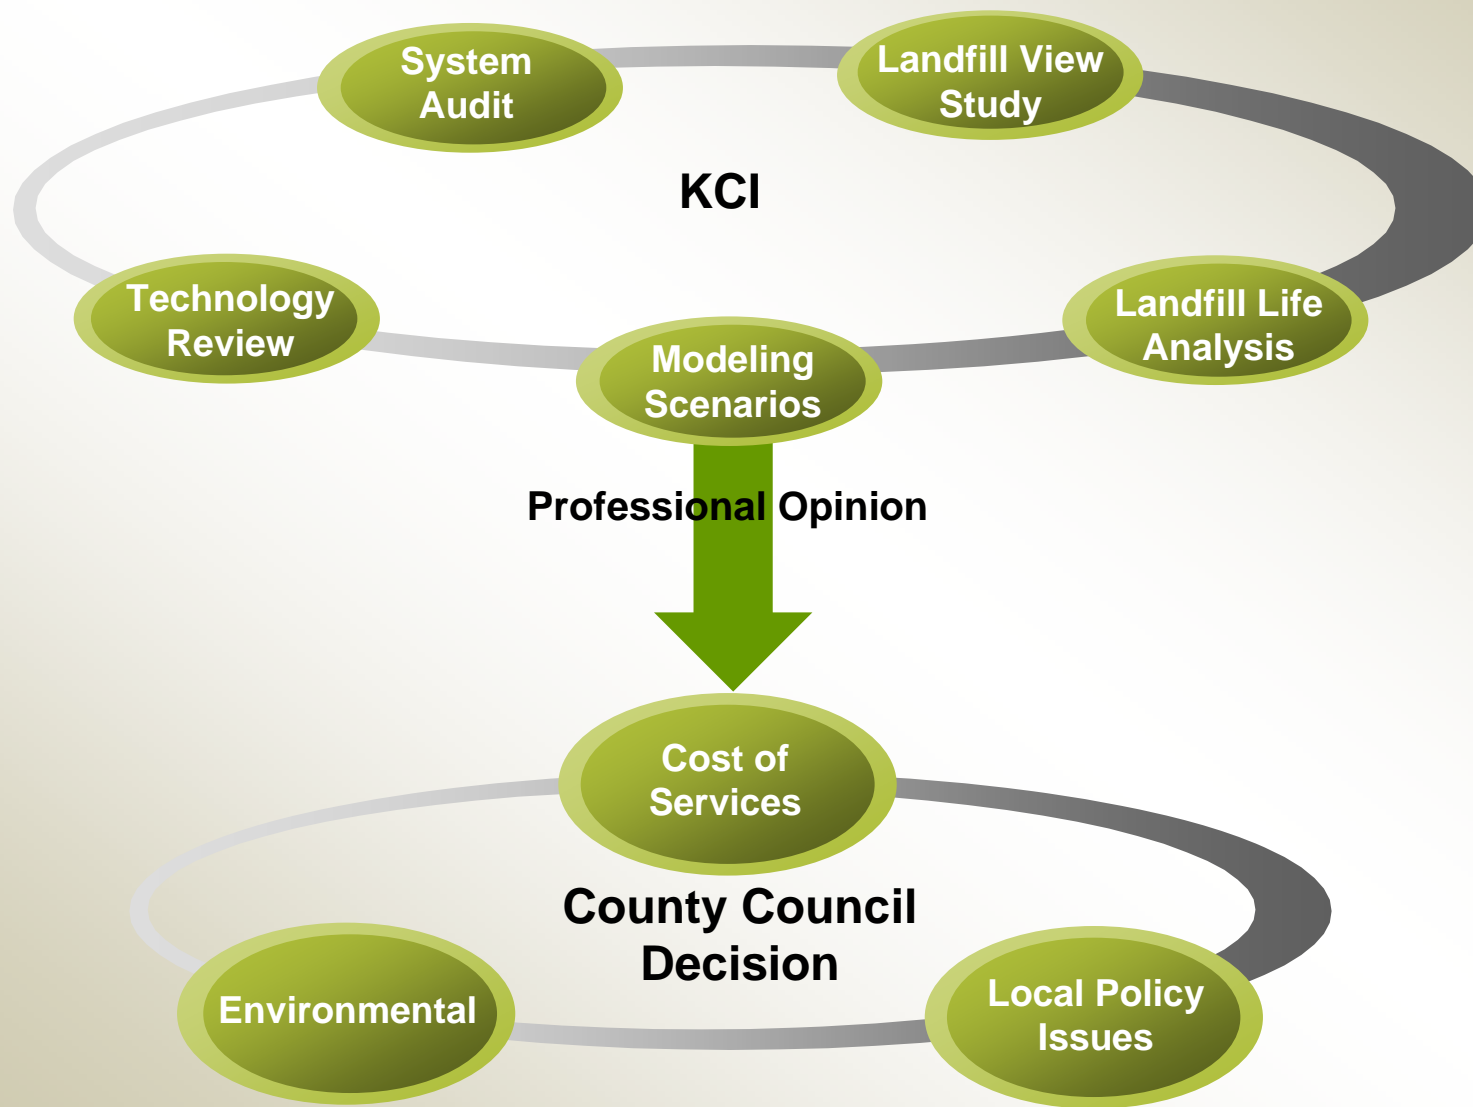 System
Audit
Landfill View
Study
KCI
Technology
Review
Modeling
Scenarios
Landfill Life
Analysis
Professional Opinion
Cost of
Services
County Council
Decision
Environmental
Local Policy
Issues